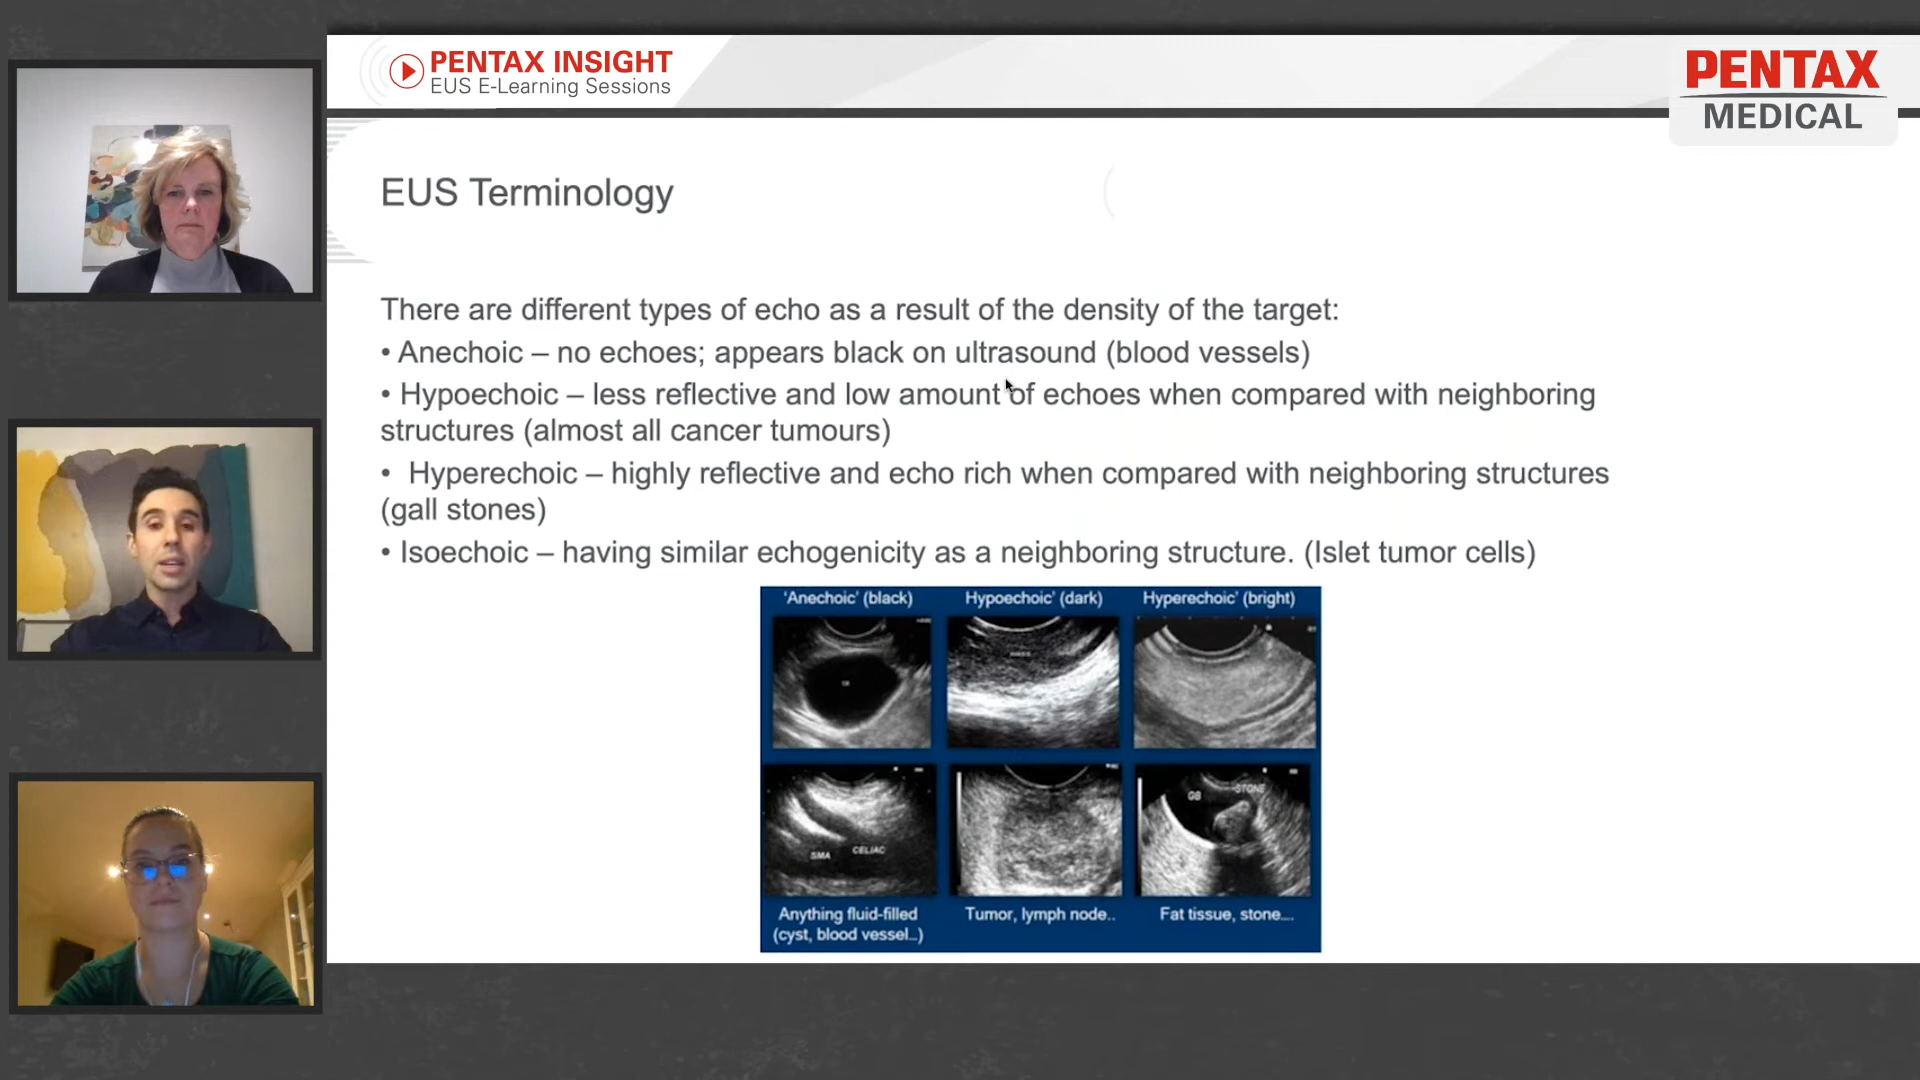 PENTAX INSIGHT
EUS E-Learning Sessions
PENTAX
MEDICAL
EUS Terminology
There are different types of echo as a result of the density of the target:
• Anechoic – no echoes; appears black on ultrasound (blood vessels)
• Hypoechoic – less reflective and low amount of echoes when compared with neighboring
structures (almost all cancer tumours)
• Hyperechoic – highly reflective and echo rich when compared with neighboring structures
(gall stones)
• Isoechoic – having similar echogenicity as a neighboring structure. (Islet tumor cells)
'Anechoic' (black)
Hypoechoic' (dark)
Hyperechoic' (bright)
SMA
CELIAC
GB
STONE
Anything fluid-filled
(cyst, blood vessel...)
Tumor, lymph node..
Fat tissue, stone....